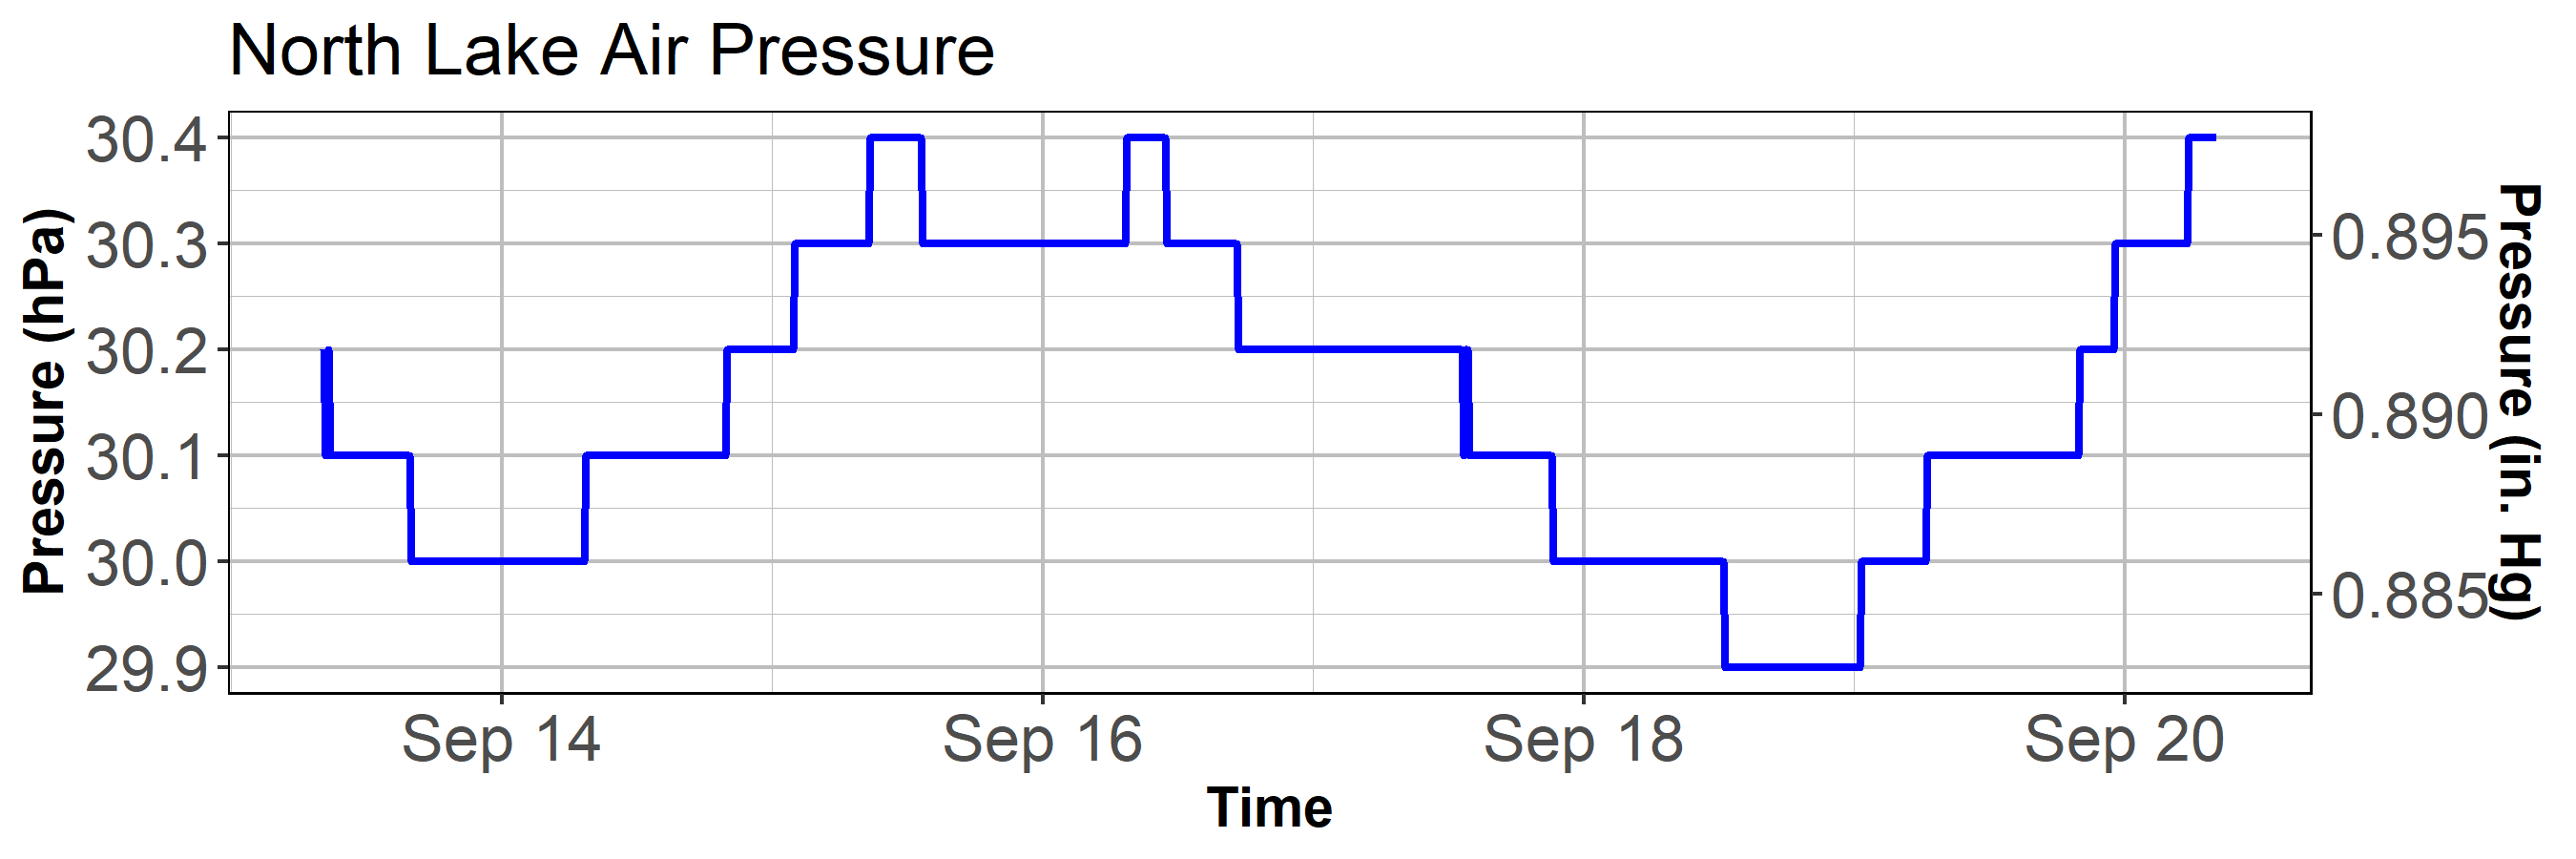 North Lake Air Pressure
Pressure (hPa)
30.4
30.3
30.2
30.1
30.0
29.9
0.895
0.890
0.885
Pressure (in. Hg)
Sep 14 Sep 16 Sep 18 Sep 20
Time